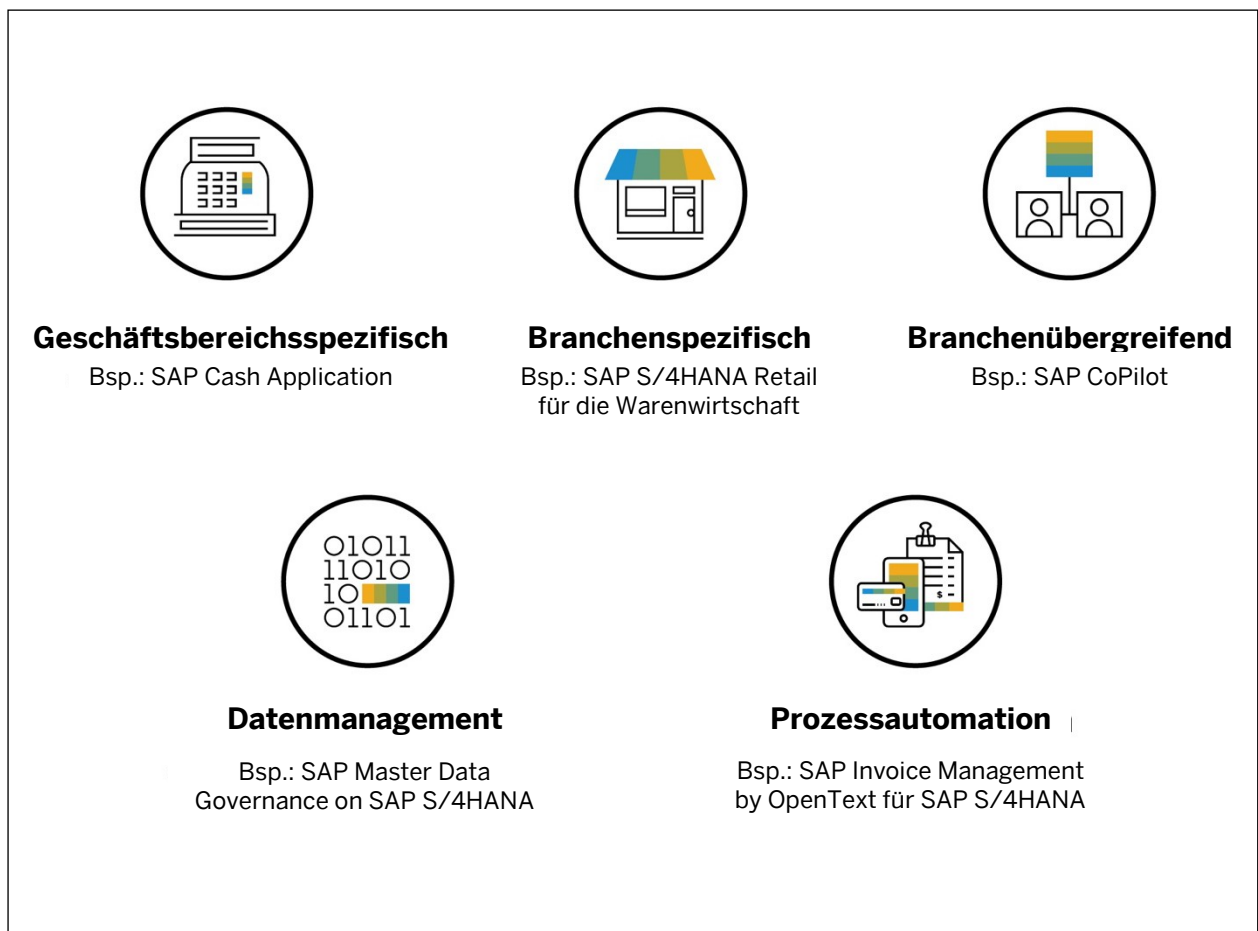 Geschäftsbereichsspezifisch
Bsp.: SAP Cash Application
Branchenspezifisch
Bsp.: SAP S/4HANA Retail
für die Warenwirtschaft
Branchenübergreifend
Bsp.: SAP CoPilot
01011
11010
10
01101
Datenmanagement
Bsp.: SAP Master Data
Governance on SAP S/4HANA
$
Prozessautomation
Bsp.: SAP Invoice Management
by OpenText für SAP S/4HANA